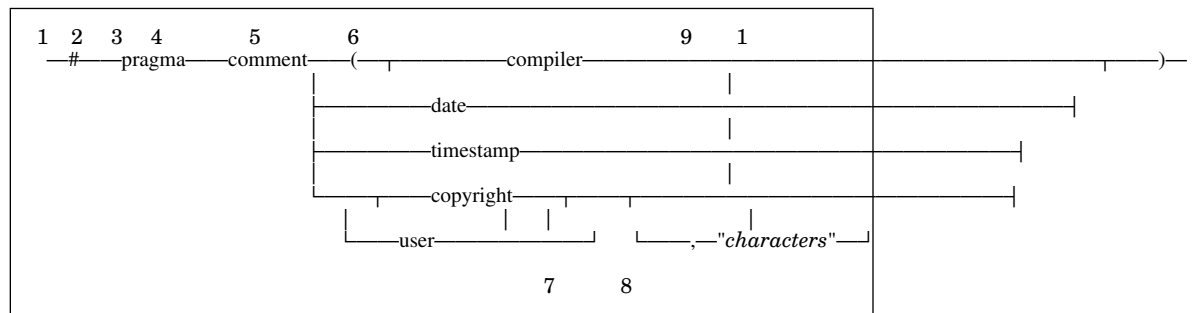 1 2 3 4 5 6 9 1
# pragma comment ( compiler )
date
timestamp
copyright
user , "characters"
7 8